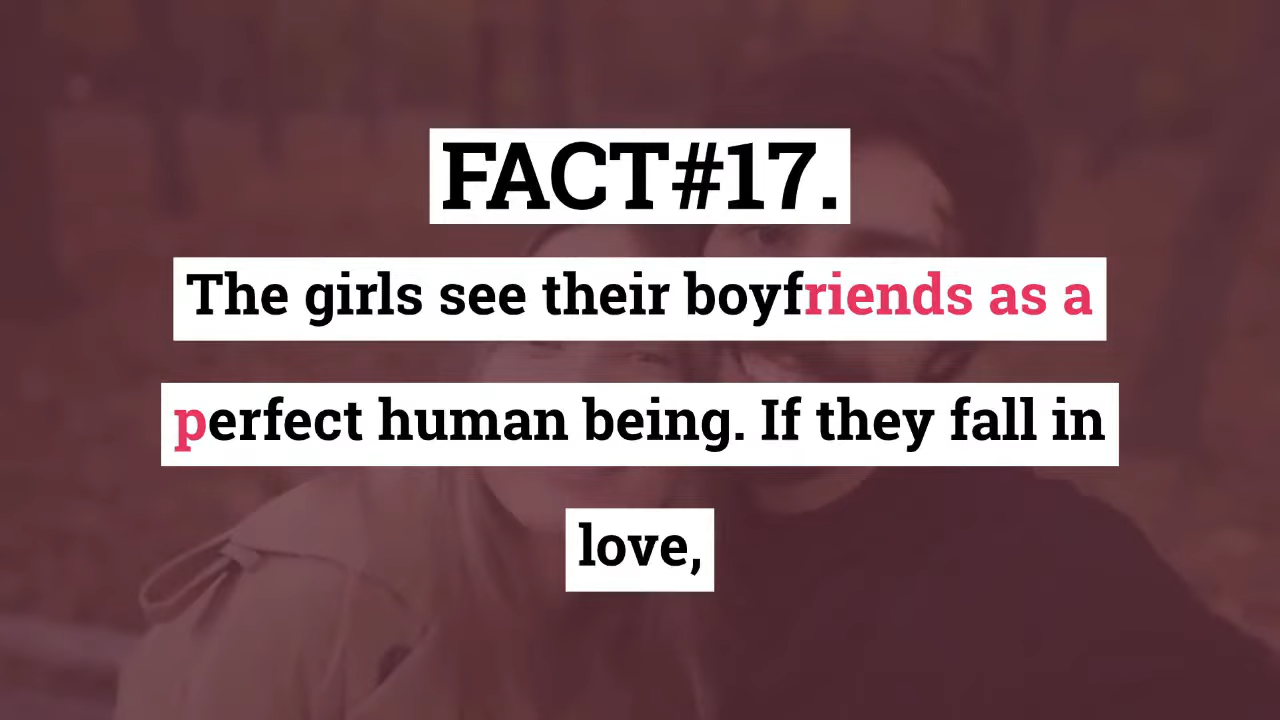 FACT#17.
The girls see their boyfriends as a
perfect human being. If they fall in
love,